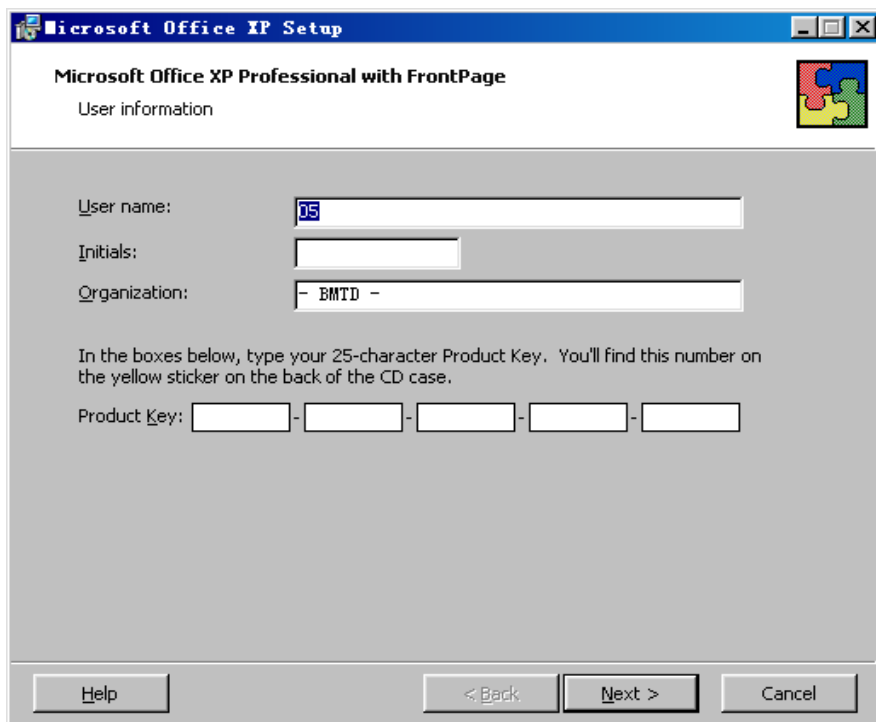 Microsoft Office XP Setup
Microsoft Office XP Professional with FrontPage
User information
User name: D5
Initials:
Organization: - BMTD -
In the boxes below, type your 25-character Product Key. You'll find this number on
the yellow sticker on the back of the CD case.
Product Key: - - - -
Help < Back Next > Cancel